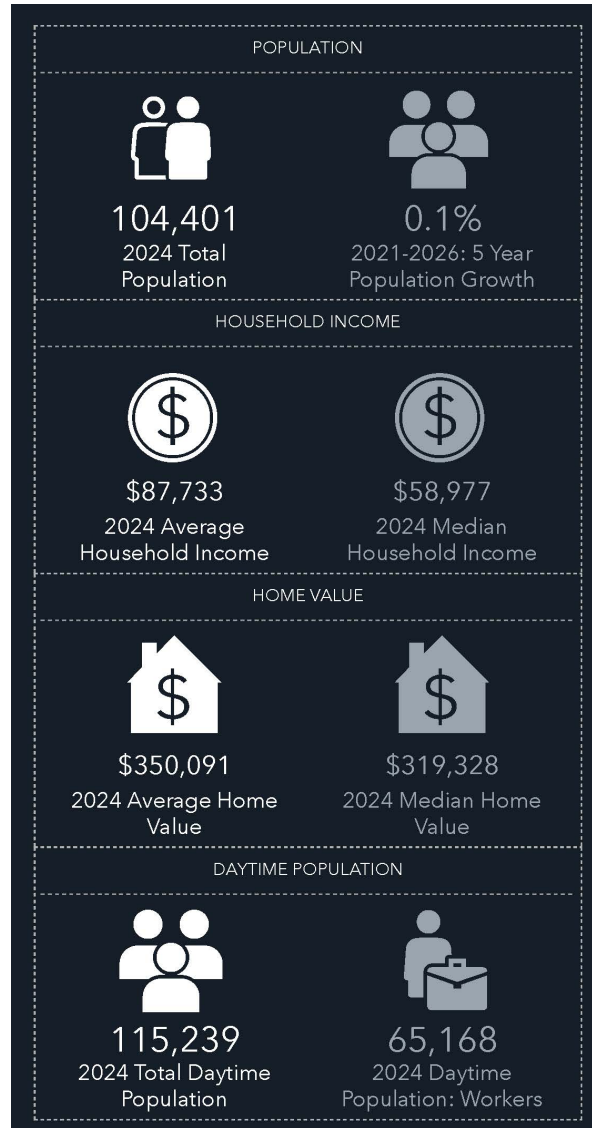 POPULATION
104,401
2024 Total
Population
0.1%
2021-2026: 5 Year
Population Growth
HOUSEHOLD INCOME
$
$87,733
2024 Average
Household Income
$
$58,977
2024 Median
Household Income
HOME VALUE
$
$350,091
2024 Average Home
Value
$
$319,328
2024 Median Home
Value
DAYTIME POPULATION
115,239
2024 Total Daytime
Population
65,168
2024 Daytime
Population: Workers